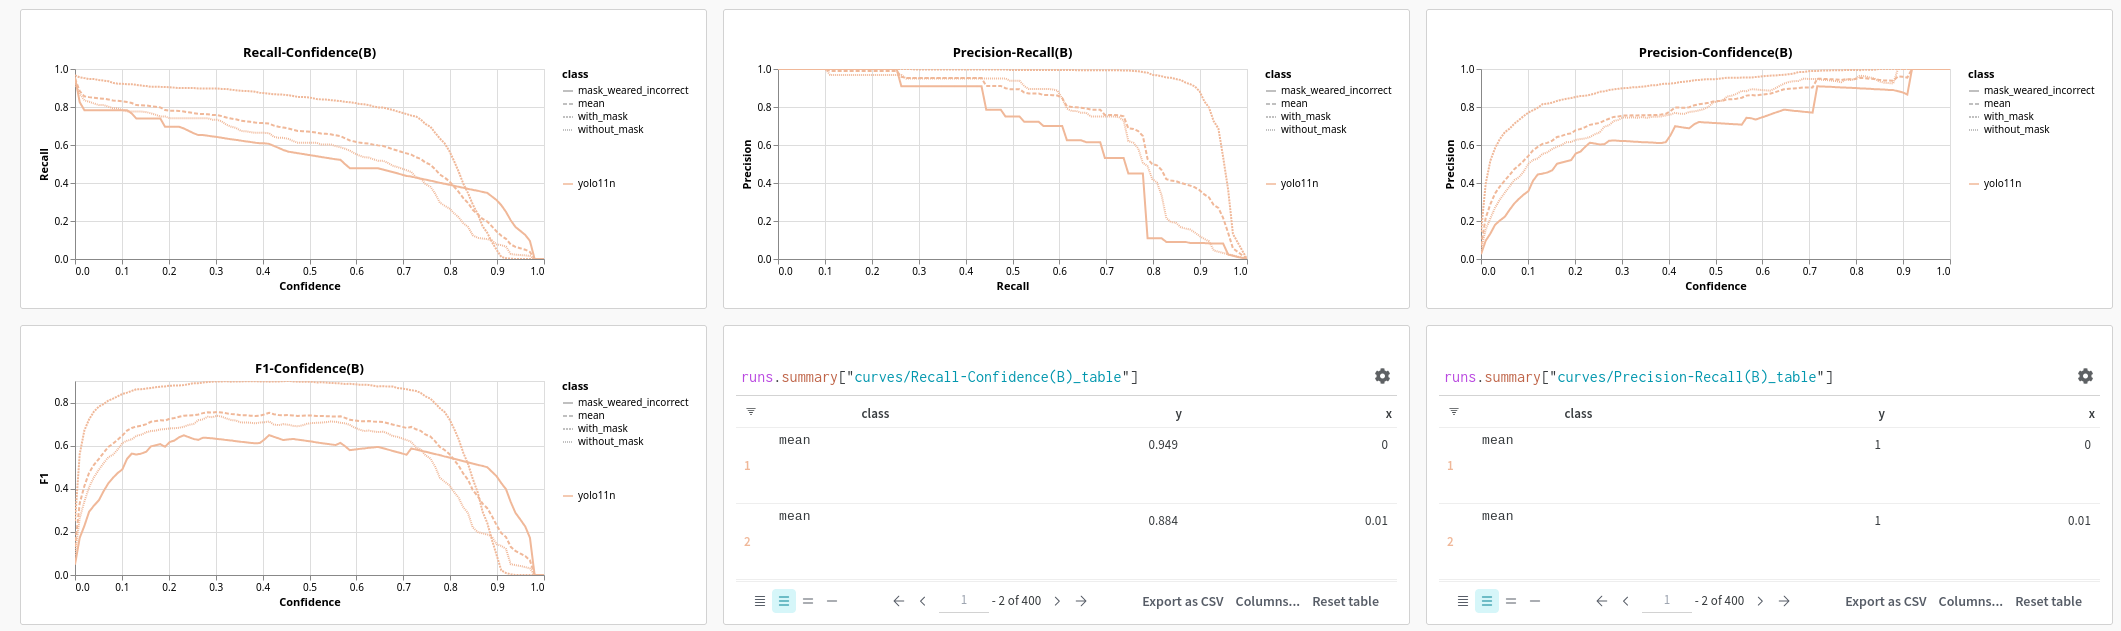 Recall-Confidence(B)
1.0
0.8
0.6
0.4
0.2
0.0
Recall
0.0 0.1 0.2 0.3 0.4 0.5 0.6 0.7 0.8 0.9 1.0
Confidence
class
mask_weared_incorrect
mean
with_mask
without_mask
yolo11n
Precision-Recall(B)
1.0
0.8
0.6
0.4
0.2
0.0
Precision
0.0 0.1 0.2 0.3 0.4 0.5 0.6 0.7 0.8 0.9 1.0
Recall
class
mask_weared_incorrect
mean
with_mask
without_mask
yolo11n
Precision-Confidence(B)
1.0
0.8
0.6
0.4
0.2
0.0
Precision
0.0 0.1 0.2 0.3 0.4 0.5 0.6 0.7 0.8 0.9 1.0
Confidence
class
mask_weared_incorrect
mean
with_mask
without_mask
yolo11n
F1-Confidence(B)
0.8
0.6
0.4
0.2
0.0
F1
0.0 0.1 0.2 0.3 0.4 0.5 0.6 0.7 0.8 0.9 1.0
Confidence
class
mask_weared_incorrect
mean
with_mask
without_mask
yolo11n
runs.summary["curves/Recall-Confidence(B)_table"]
class y x
mean 0.949 0
1
mean 0.884 0.01
2
1 - 2 of 400 Export as CSV Columns... Reset table
runs.summary["curves/Precision-Recall(B)_table"]
class y x
mean 1 0
1
mean 1 0.01
2
1 - 2 of 400 Export as CSV Columns... Reset table